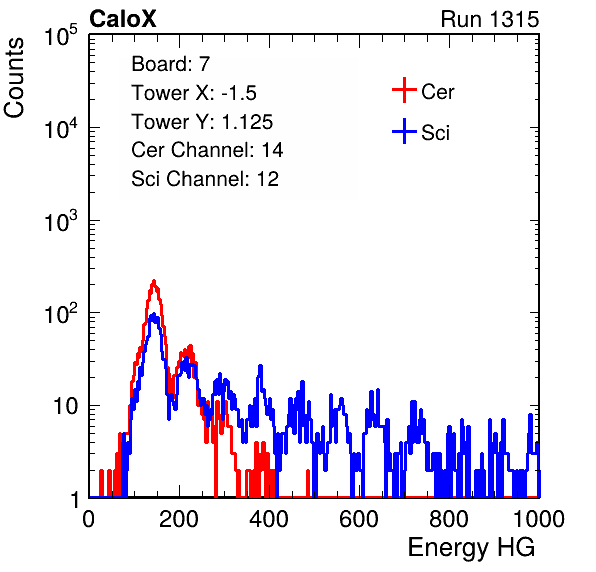 CaloX Run 1315
Counts
10^5
10^4
10^3
10^2
10
1
Board: 7
Tower X: -1.5
Tower Y: 1.125
Cer Channel: 14
Sci Channel: 12
Cer
Sci
0 200 400 600 800 1000
Energy HG